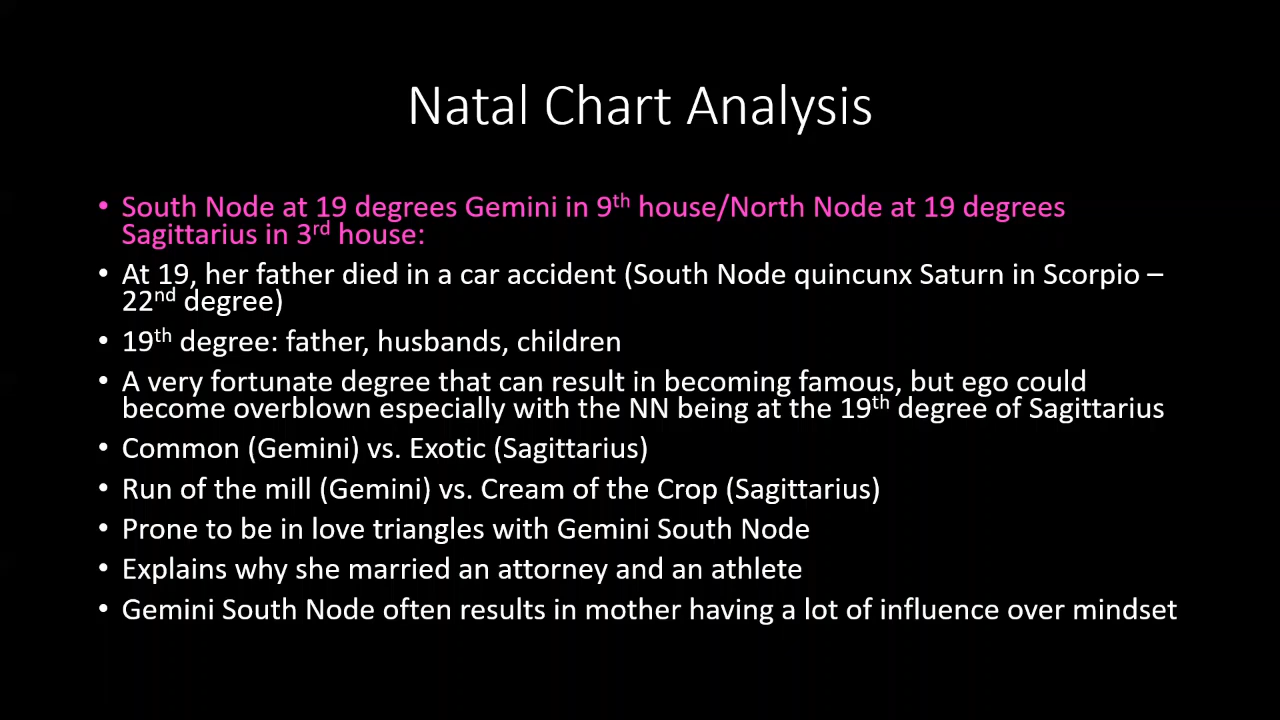 Natal Chart Analysis
• South Node at 19 degrees Gemini in 9th house/North Node at 19 degrees
Sagittarius in 3rd house:
• At 19, her father died in a car accident (South Node quincunx Saturn in Scorpio –
22nd degree)
• 19th degree: father, husbands, children
• A very fortunate degree that can result in becoming famous, but ego could
become overblown especially with the NN being at the 19th degree of Sagittarius
• Common (Gemini) vs. Exotic (Sagittarius)
• Run of the mill (Gemini) vs. Cream of the Crop (Sagittarius)
• Prone to be in love triangles with Gemini South Node
• Explains why she married an attorney and an athlete
• Gemini South Node often results in mother having a lot of influence over mindset